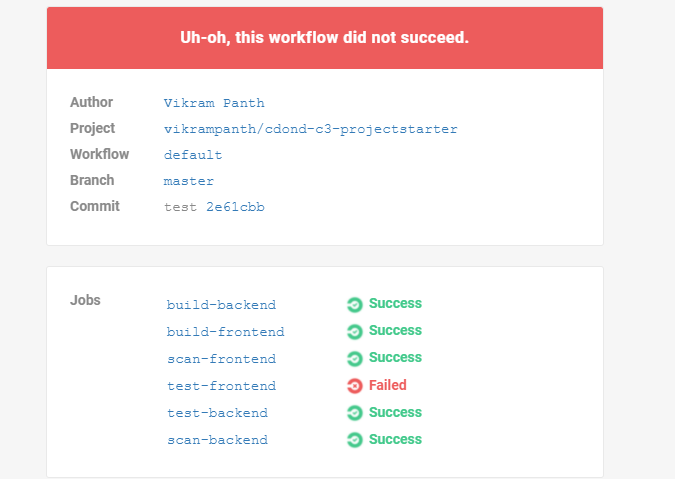 Uh-oh, this workflow did not succeed.
Author Vikram Panth
Project vikrampanth/cdond-c3-projectstarter
Workflow default
Branch master
Commit test 2e61cbb
Jobs build-backend Success
build-frontend Success
scan-frontend Success
test-frontend Failed
test-backend Success
scan-backend Success